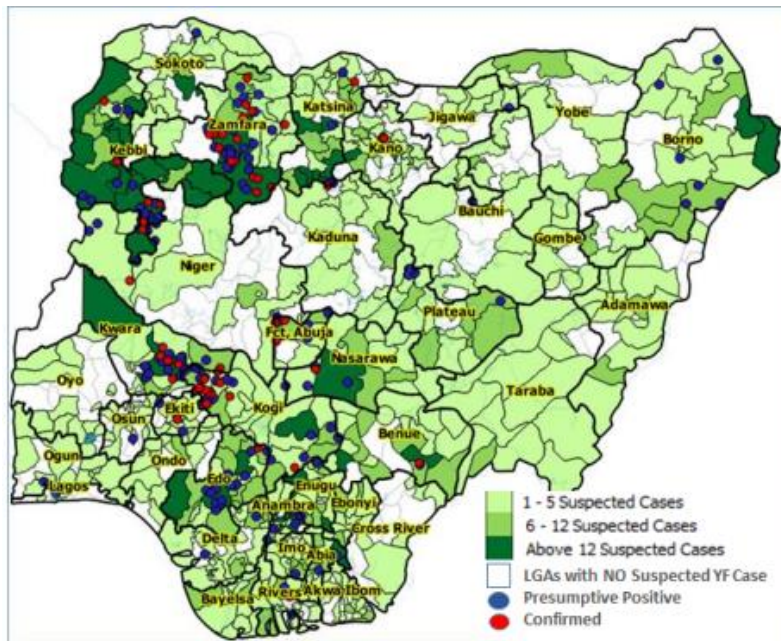 Sokoto
Katsina
Zamfara
Jigawa
Yobe
Kano
Borno
Kebbi
Bauchi
Kaduna
Gombe
Niger
Adamawa
Plateau
Fct, Abuja
Kwara
Nasarawa
Oyo
Taraba
Ekiti
Kogi
Osun
Benue
Ogun
Ondo
Edo
Lagos
Enugu
Anambra
Ebonyi
Cross River
Delta
Imo
Abia
Bayelsa
Rivers
Akwa Ibom
1 - 5 Suspected Cases
6 - 12 Suspected Cases
Above 12 Suspected Cases
LGAs with NO Suspected YF Case
Presumptive Positive
Confirmed